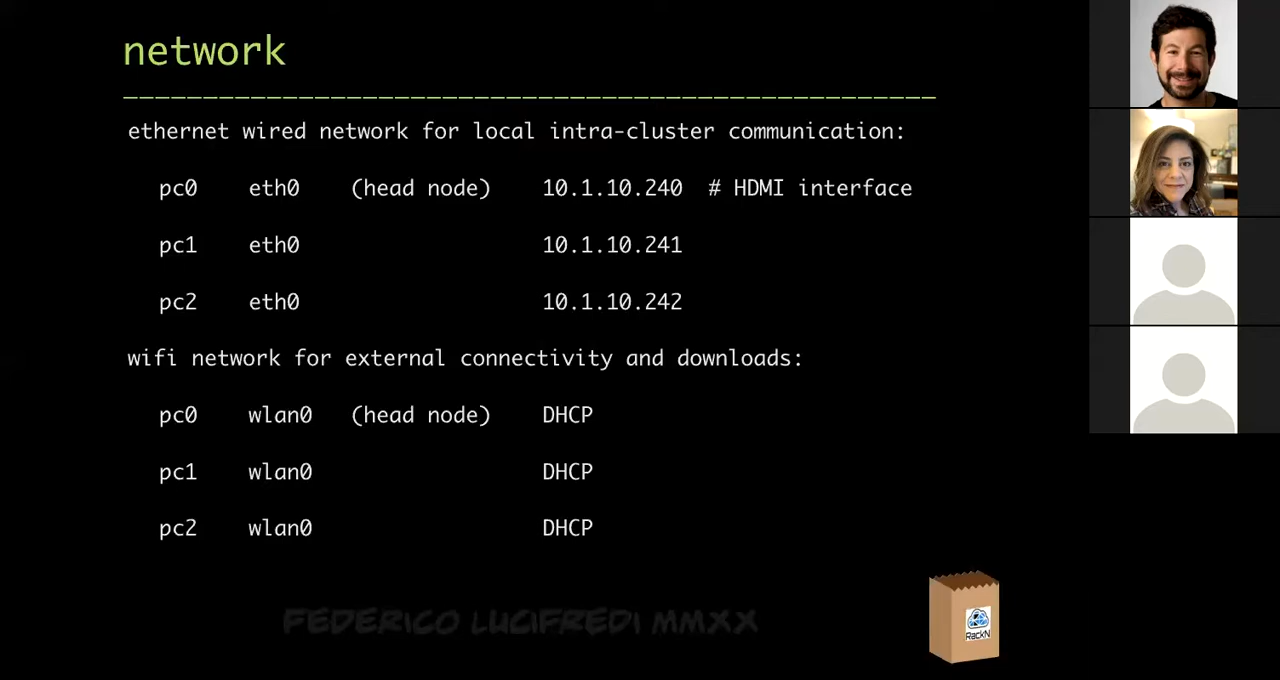 network
ethernet wired network for local intra-cluster communication:
pc0 eth0 (head node) 10.1.10.240 # HDMI interface
pc1 eth0 10.1.10.241
pc2 eth0 10.1.10.242
wifi network for external connectivity and downloads:
pc0 wlan0 (head node) DHCP
pc1 wlan0 DHCP
pc2 wlan0 DHCP
FEDERICO LUCIFREDI MMXX
RackN